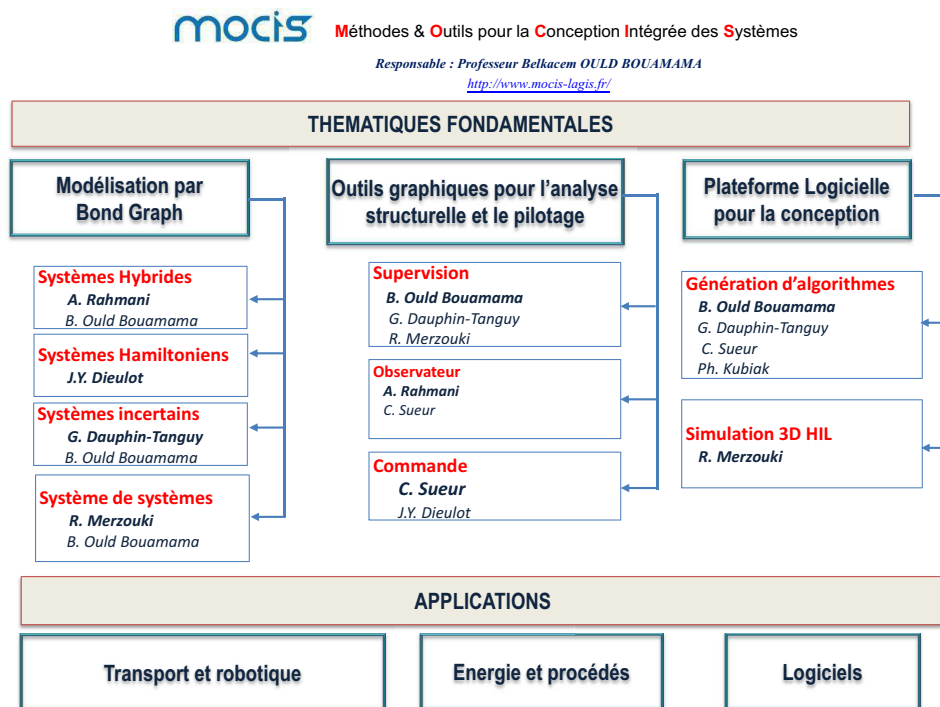 mocis Méthodes & Outils pour la Conception Intégrée des Systèmes
Responsable : Professeur Belkacem OULD BOUAMAMA
http://www.mocis-lagis.fr/
THEMATIQUES FONDAMENTALES
Modélisation par
Bond Graph
Systèmes Hybrides
A. Rahmani
B. Ould Bouamama
Systèmes Hamiltoniens
J.Y. Dieulot
Systèmes incertains
G. Dauphin-Tanguy
B. Ould Bouamama
Système de systèmes
R. Merzouki
B. Ould Bouamama
Outils graphiques pour l'analyse
structurelle et le pilotage
Supervision
B. Ould Bouamama
G. Dauphin-Tanguy
R. Merzouki
Observateur
A. Rahmani
C. Sueur
Commande
C. Sueur
J.Y. Dieulot
Plateforme Logicielle
pour la conception
Génération d'algorithmes
B. Ould Bouamama
G. Dauphin-Tanguy
C. Sueur
Ph. Kubiak
Simulation 3D HIL
R. Merzouki
APPLICATIONS
Transport et robotique
Energie et procédés
Logiciels